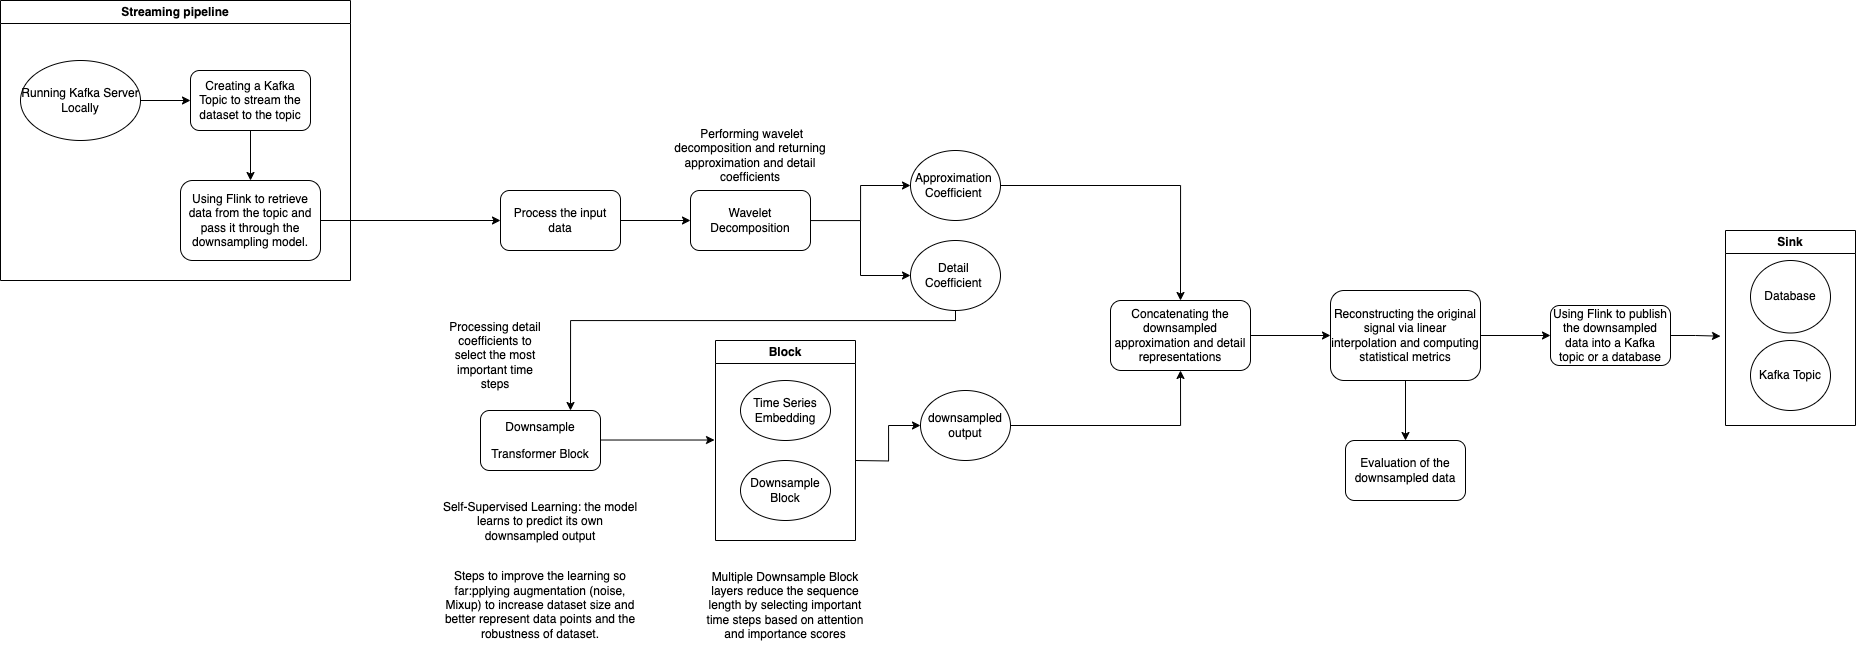 Streaming pipeline
Running Kafka Server
Locally
Creating a Kafka
Topic to stream the
dataset to the topic
Using Flink to retrieve
data from the topic and
pass it through the
downsampling model.
Process the input
data
Performing wavelet
decomposition and returning
approximation and detail
coefficients
Wavelet
Decomposition
Approximation
Coefficient
Detail
Coefficient
Processing detail
coefficients to
select the most
important time
steps
Downsample
Transformer Block
Self-Supervised Learning: the model
learns to predict its own
downsampled output
Steps to improve the learning so
far:pplying augmentation (noise,
Mixup) to increase dataset size and
better represent data points and the
robustness of dataset.
Block
Time Series
Embedding
Downsample
Block
Multiple Downsample Block
layers reduce the sequence
length by selecting important
time steps based on attention
and importance scores
downsampled
output
Concatenating the
downsampled
approximation and detail
representations
Reconstructing the original
signal via linear
interpolation and computing
statistical metrics
Evaluation of the
downsampled data
Using Flink to publish
the downsampled
data into a Kafka
topic or a database
Sink
Database
Kafka Topic